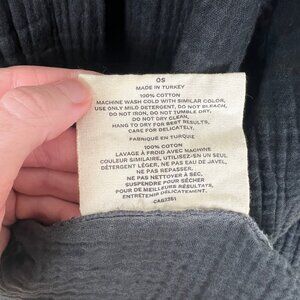 OS
MADE IN TURKEY
100% COTTON
MACHINE WASH COLD WITH SIMILAR COLOR,
USE ONLY MILD DETERGENT, DO NOT BLEACH,
DO NOT IRON, DO NOT TUMBLE DRY,
DO NOT DRY CLEAN,
HANG TO DRY FOR BEST RESULTS,
CARE FOR DELICATELY.
FABRIQUÉ EN TURQUIE
100% COTTON
LAVAGE À FROID AVEC MACHINE
COULEUR SIMILAIRE, UTILISEZ-SN UN SEUL
DÉTERGENT LÉGER, NE PAS EAU DE JAVEL,
NE PAS REPASSER,
NE PAS NETTOYER À SEC,
SUSPENDRE POUR SÉCHER
POUR DE MEILLEURS RÉSULTATS,
ENTRETENIR DÉLICATEMENT.